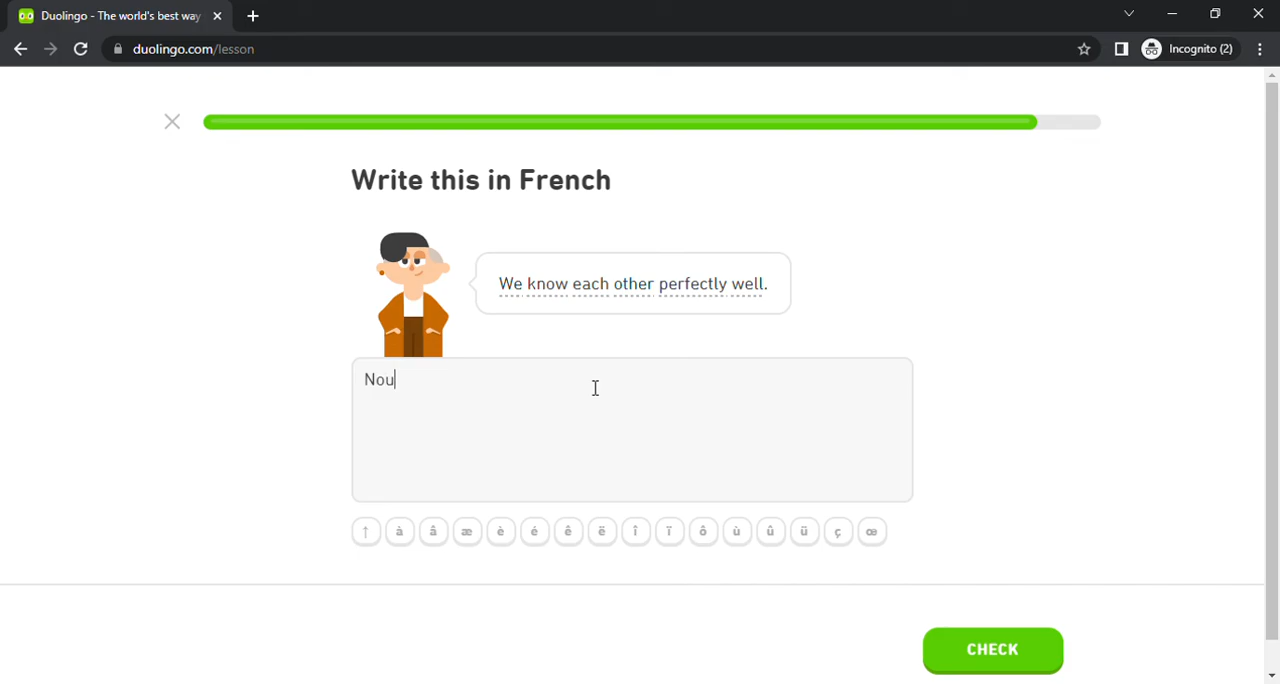 Duolingo - The world's best way
duolingo.com/lesson
Incognito (2)
Write this in French
We know each other perfectly well.
Nou
↑ à â æ è é ê ë î ï ô ù û ü ç œ
CHECK